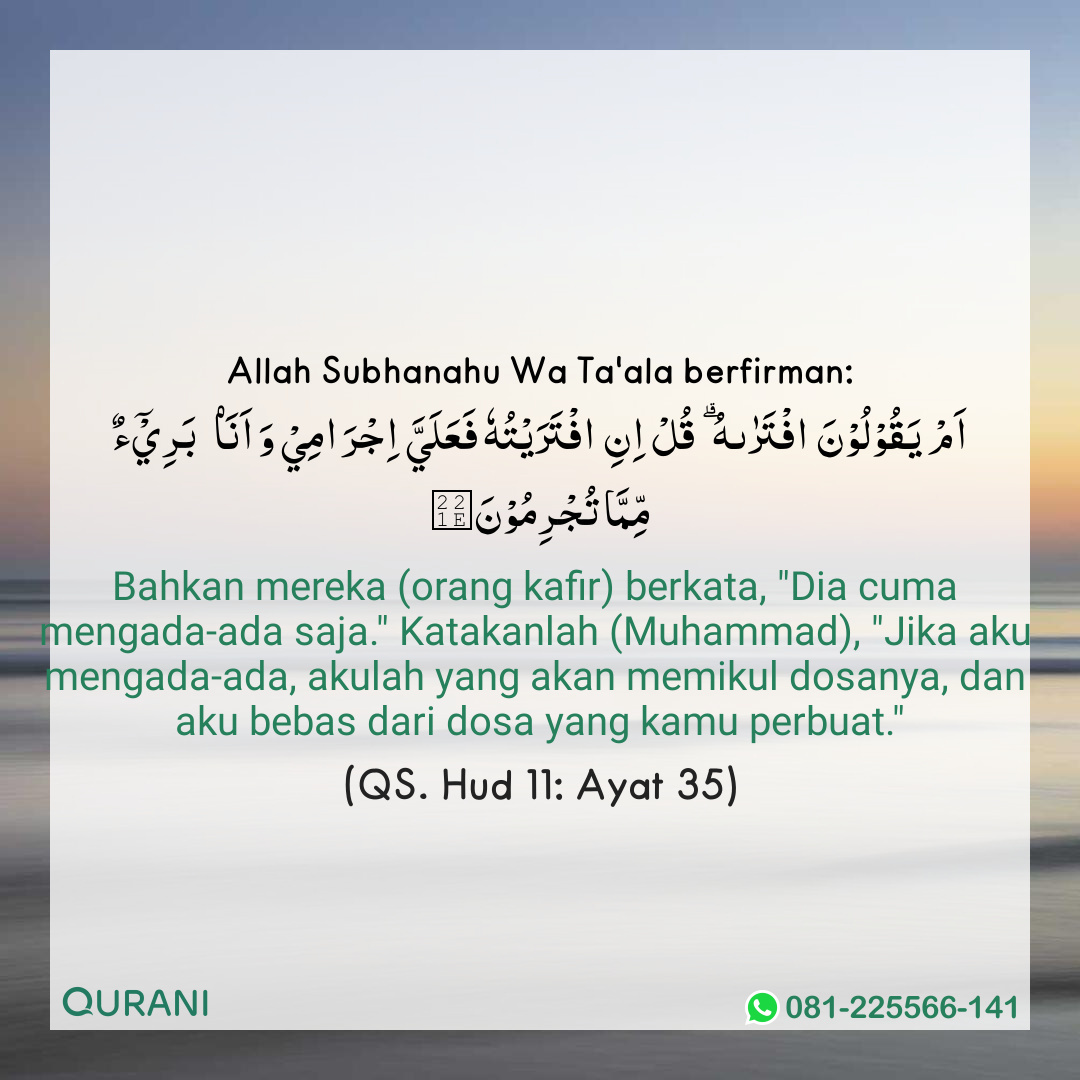 Allah Subhanahu Wa Ta'ala berfirman:
اَمْ يَقُوْلُوْنَ افْتَرٰٮهُ ۗ قُلْ اِنِ افْتَرَيْتُهٗ فَعَلَيَّ اِجْرَامِيْ وَ اَنَاۡ بَرِيْٓءٌ
مِّمَّا تُجْرِمُوْنَ
Bahkan mereka (orang kafir) berkata, "Dia cuma
mengada-ada saja." Katakanlah (Muhammad), "Jika aku
mengada-ada, akulah yang akan memikul dosanya, dan
aku bebas dari dosa yang kamu perbuat."
(QS. Hud 11: Ayat 35)
QURANI
081-225566-141